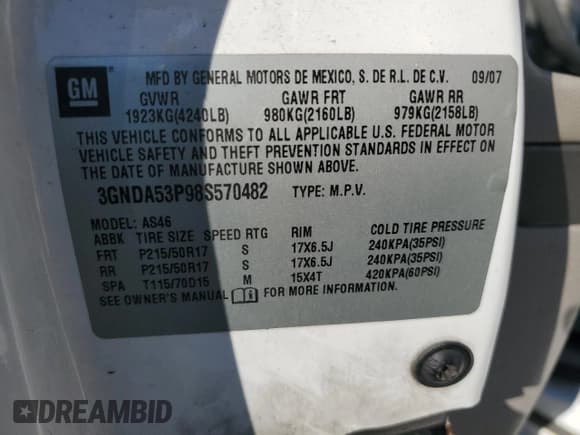 GM
MFD BY GENERAL MOTORS DE MEXICO, S. DE R.L. DE C.V. 09/07
GVWR GAWR FRT GAWR RR
1923KG(4240LB) 980KG(2160LB) 979KG(2158LB)
THIS VEHICLE CONFORMS TO ALL APPLICABLE U.S. FEDERAL MOTOR
VEHICLE SAFETY AND THEFT PREVENTION STANDARDS IN EFFECT ON
THE DATE OF MANUFACTURE SHOWN ABOVE.
3GNDA53P98S570482 TYPE: M.P.V.
MODEL: AS46
ABBK TIRE SIZE SPEED RTG RIM COLD TIRE PRESSURE
FRT P215/50R17 S 17X6.5J 240KPA(35PSI)
RR P215/50R17 S 17X6.5J 240KPA(35PSI)
SPA T115/70D15 M 15X4T 420KPA(60PSI)
SEE OWNER'S MANUAL FOR MORE INFORMATION.
DREAMBID